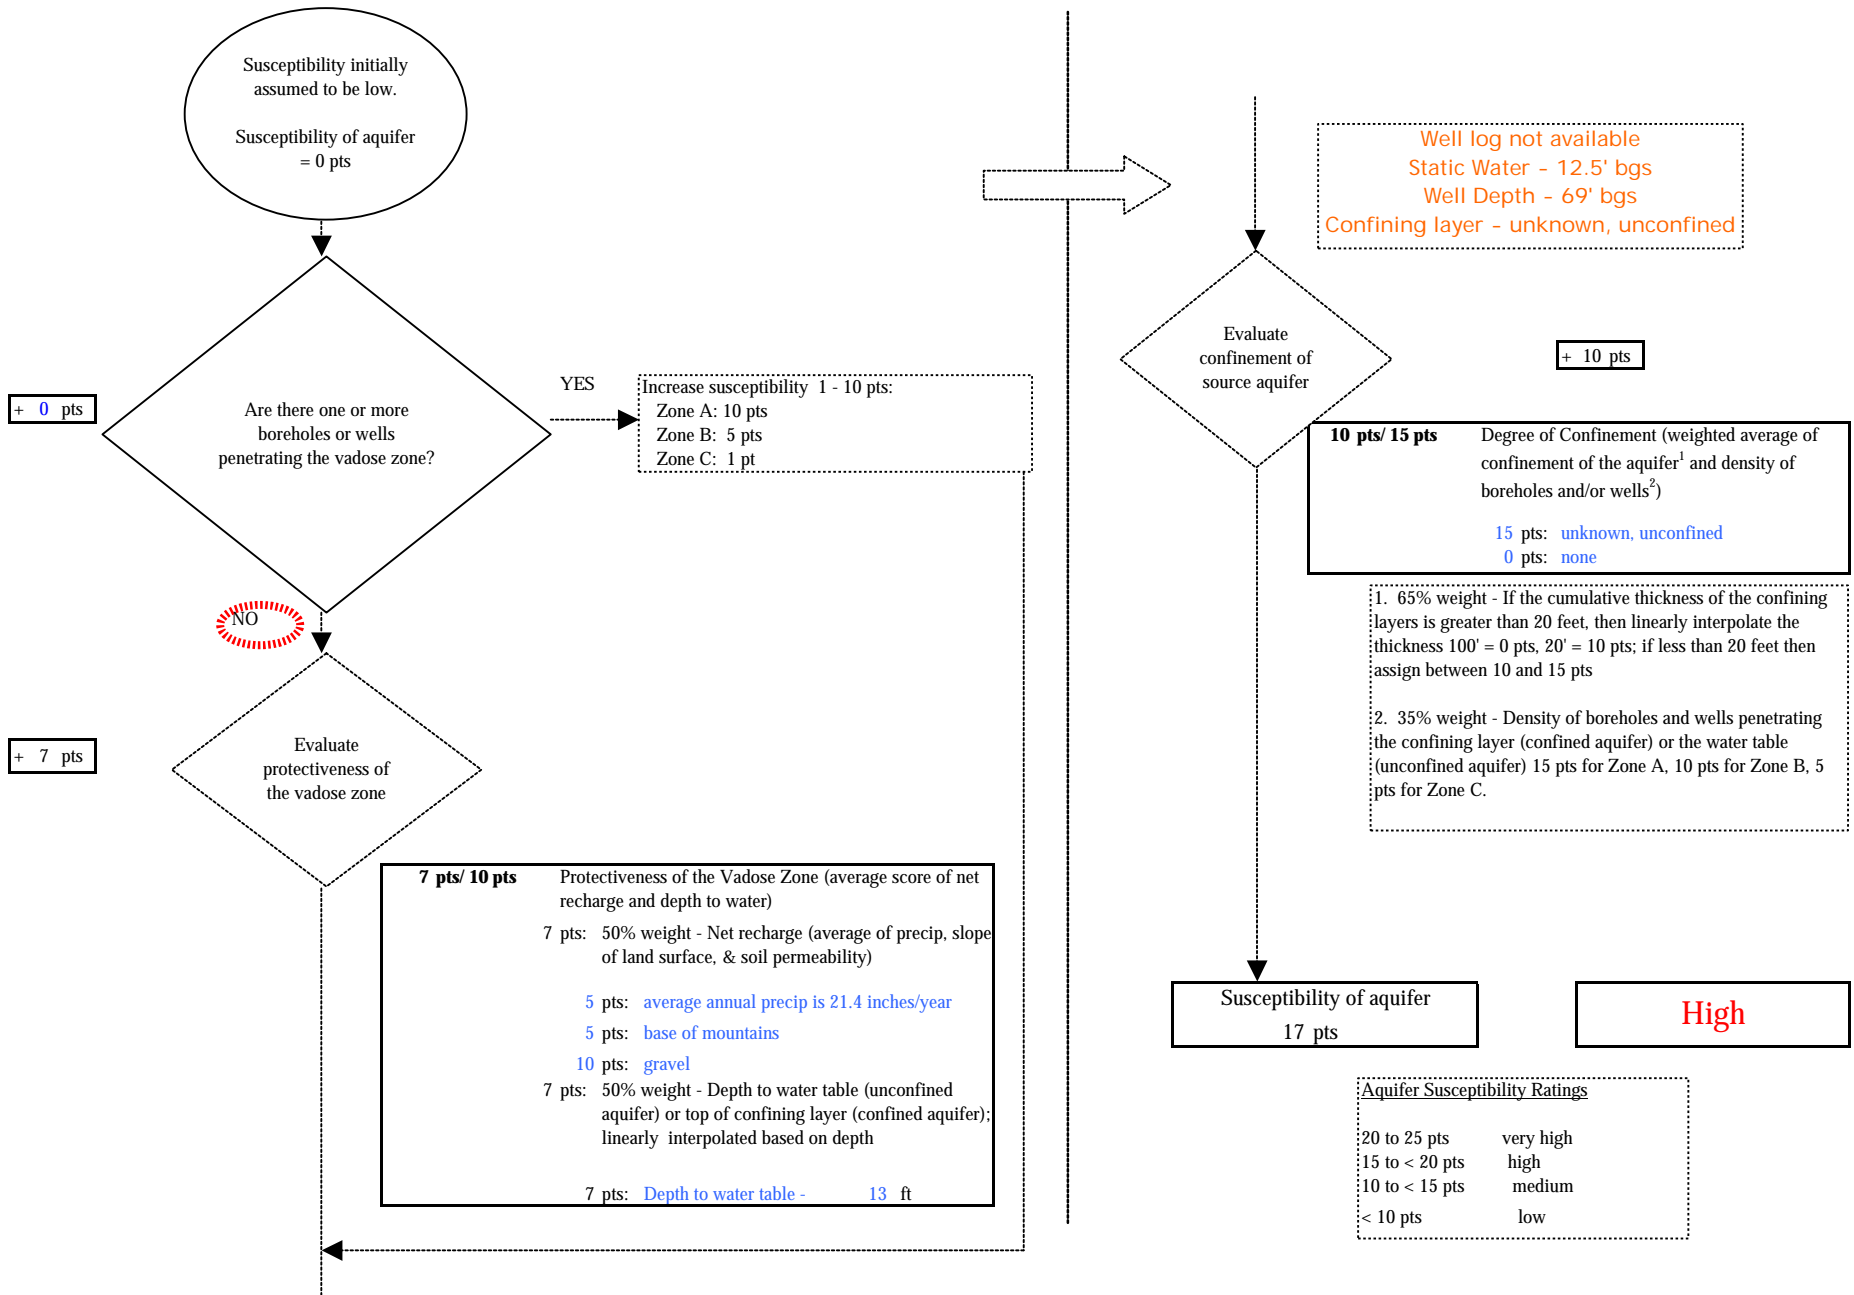 Susceptibility initially
assumed to be low.
Susceptibility of aquifer
= 0 pts
+ 0 pts
Are there one or more
boreholes or wells
penetrating the vadose zone?
YES
Increase susceptibility 1 - 10 pts:
Zone A: 10 pts
Zone B: 5 pts
Zone C: 1 pt
NO
+ 7 pts
Evaluate
protectiveness of
the vadose zone
7 pts/ 10 pts Protectiveness of the Vadose Zone (average score of net
recharge and depth to water)
7 pts: 50% weight - Net recharge (average of precip, slope
of land surface, & soil permeability)
5 pts: average annual precip is 21.4 inches/year
5 pts: base of mountains
10 pts: gravel
7 pts: 50% weight - Depth to water table (unconfined
aquifer) or top of confining layer (confined aquifer);
linearly interpolated based on depth
7 pts: Depth to water table - 13 ft
Well log not available
Static Water - 12.5' bgs
Well Depth - 69' bgs
Confining layer - unknown, unconfined
Evaluate
confinement of
source aquifer
+ 10 pts
10 pts/ 15 pts Degree of Confinement (weighted average of
confinement of the aquifer1 and density of
boreholes and/or wells2)
15 pts: unknown, unconfined
0 pts: none
1. 65% weight - If the cumulative thickness of the confining
layers is greater than 20 feet, then linearly interpolate the
thickness 100' = 0 pts, 20' = 10 pts; if less than 20 feet then
assign between 10 and 15 pts
2. 35% weight - Density of boreholes and wells penetrating
the confining layer (confined aquifer) or the water table
(unconfined aquifer) 15 pts for Zone A, 10 pts for Zone B, 5
pts for Zone C.
Susceptibility of aquifer
17 pts
High
Aquifer Susceptibility Ratings
20 to 25 pts very high
15 to < 20 pts high
10 to < 15 pts medium
< 10 pts low